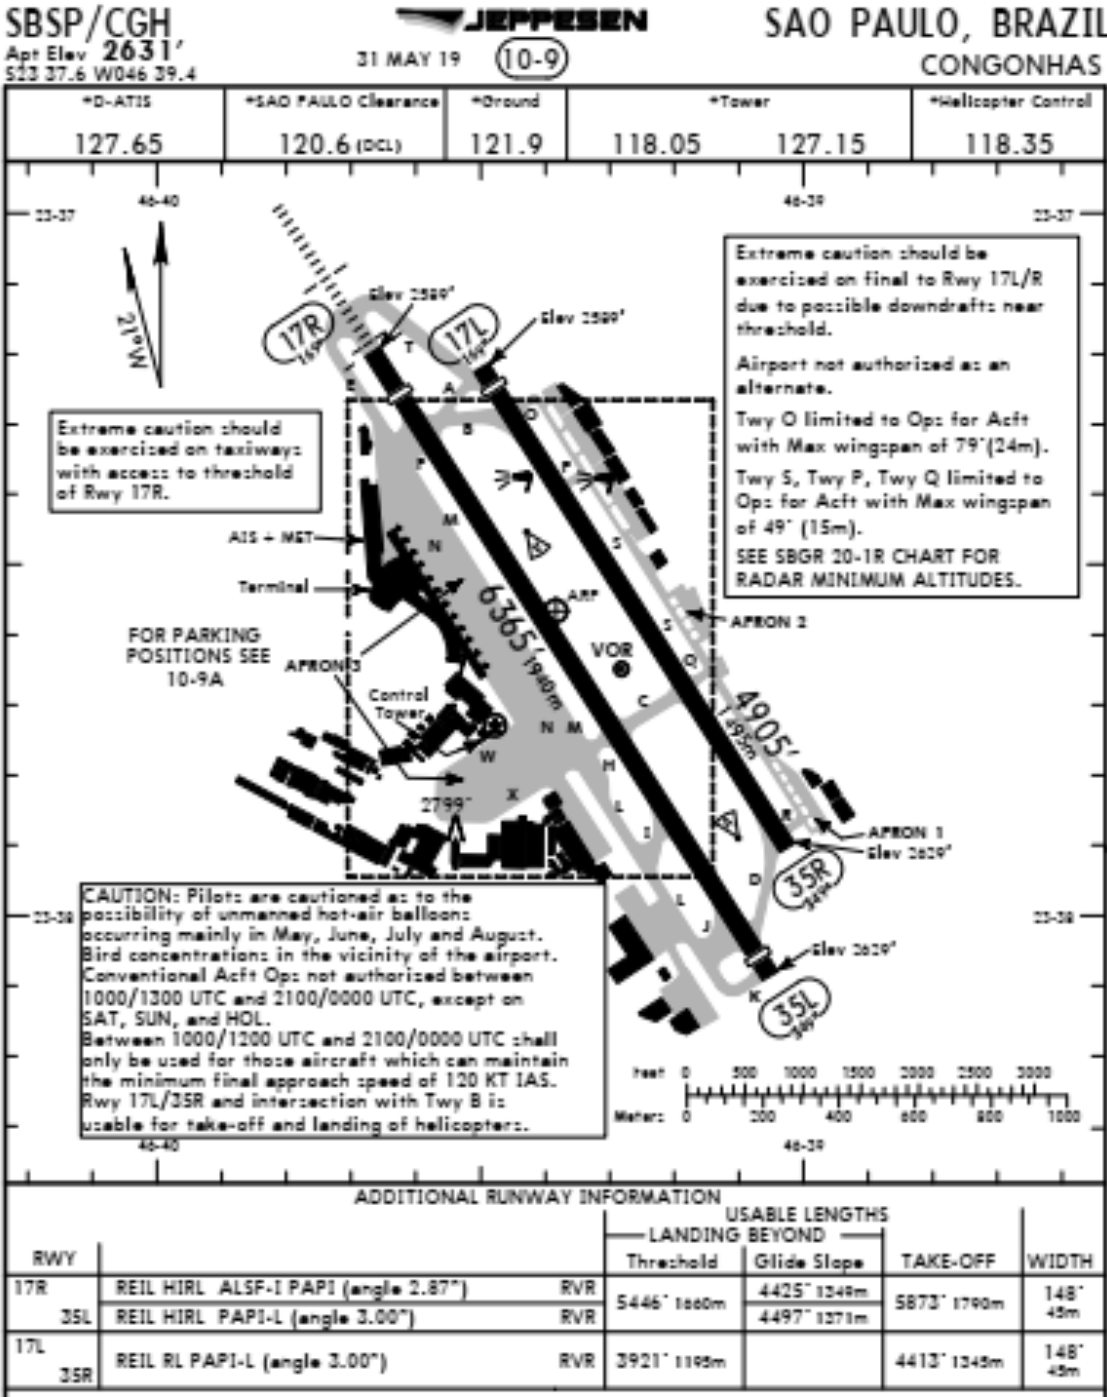 SBSP/CGH
Apt Elev 2631'
S23 37.6 W046 39.4
JEPPESEN
31 MAY 19
10-9
SAO PAULO, BRAZIL
CONGONHAS
*D-ATIS
*SAO PAULO Clearance
*Ground
*Tower
*Helicopter Control
127.65
120.6 (DCL)
121.9
118.05
127.15
118.35
46-40
46-39
23-37
23-37
21°W
Extreme caution should be
exercised on final to Rwy 17L/R
due to possible downdrafts near
threshold.
Airport not authorized as an
alternate.
Twy O limited to Ops for Acft
with Max wingspan of 79' (24m).
Twy S, Twy P, Twy Q limited to
Ops for Acft with Max wingspan
of 49' (15m).
SEE SBGR 20-1R CHART FOR
RADAR MINIMUM ALTITUDES.
Elev 2589'
17R
17L
Elev 2589'
T
E
A
O
B
Extreme caution should
be exercised on taxiways
with access to threshold
of Rwy 17R.
P
M
N
S
AIS + MET
Terminal
6365'
1940m
ARP
S
APRON 2
FOR PARKING
POSITIONS SEE
10-9A
APRON 3
VOR
Q
Control
Tower
C
4905'
1495m
N
M
W
H
X
L
2799'
I
R
APRON 1
Elev 2629'
35R
D
L
J
Elev 2629'
K
35L
CAUTION: Pilots are cautioned as to the
possibility of unmanned hot-air balloons
occurring mainly in May, June, July and August.
Bird concentrations in the vicinity of the airport.
Conventional Acft Ops not authorized between
1000/1300 UTC and 2100/0000 UTC, except on
SAT, SUN, and HOL.
Between 1000/1200 UTC and 2100/0000 UTC shall
only be used for those aircraft which can maintain
the minimum final approach speed of 120 KT IAS.
Rwy 17L/35R and intersection with Twy B is
usable for take-off and landing of helicopters.
23-38
23-38
Feet 0 500 1000 1500 2000 2500 3000
Meters 0 200 400 600 800 1000
46-40
46-39
ADDITIONAL RUNWAY INFORMATION
USABLE LENGTHS
LANDING BEYOND
RWY
Threshold
Glide Slope
TAKE-OFF
WIDTH
17R
REIL HIRL ALSF-I PAPI (angle 2.87°) RVR
5446' 1660m
4425' 1349m
5873' 1790m
148'
45m
35L
REIL HIRL PAPI-L (angle 3.00°) RVR
4497' 1371m
17L
35R
REIL RL PAPI-L (angle 3.00°) RVR
3921' 1195m
4413' 1345m
148'
45m